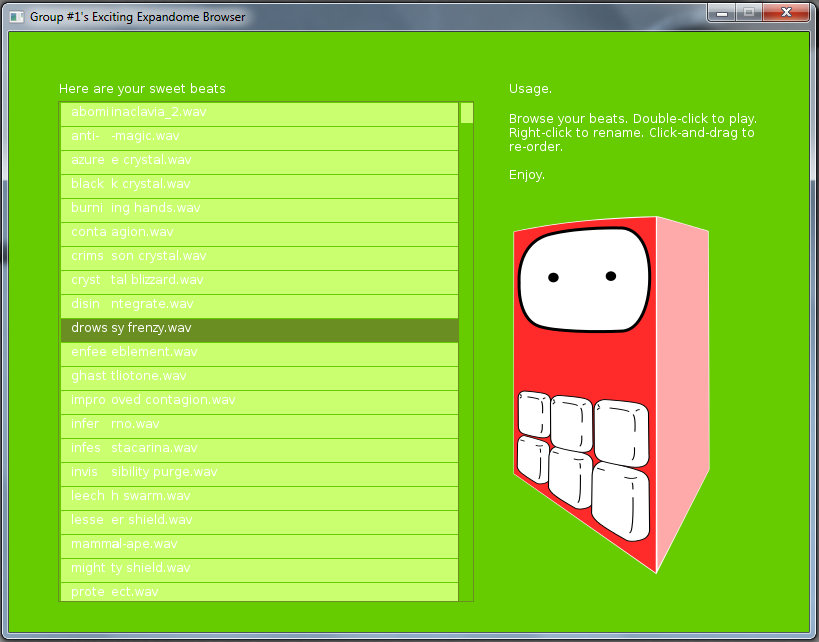 Group #1's Exciting Expandome Browser
Here are your sweet beats
abomi inaclavia_2.wav
anti- -magic.wav
azure e crystal.wav
black k crystal.wav
burni ing hands.wav
conta agion.wav
crims son crystal.wav
cryst tal blizzard.wav
disin ntegrate.wav
drows sy frenzy.wav
enfee eblement.wav
ghast tliotone.wav
impro oved contagion.wav
infer rno.wav
infes stacarina.wav
invis sibility purge.wav
leech h swarm.wav
lesse er shield.wav
mammal-ape.wav
might ty shield.wav
prote ect.wav
Usage.
Browse your beats. Double-click to play.
Right-click to rename. Click-and-drag to
re-order.
Enjoy.